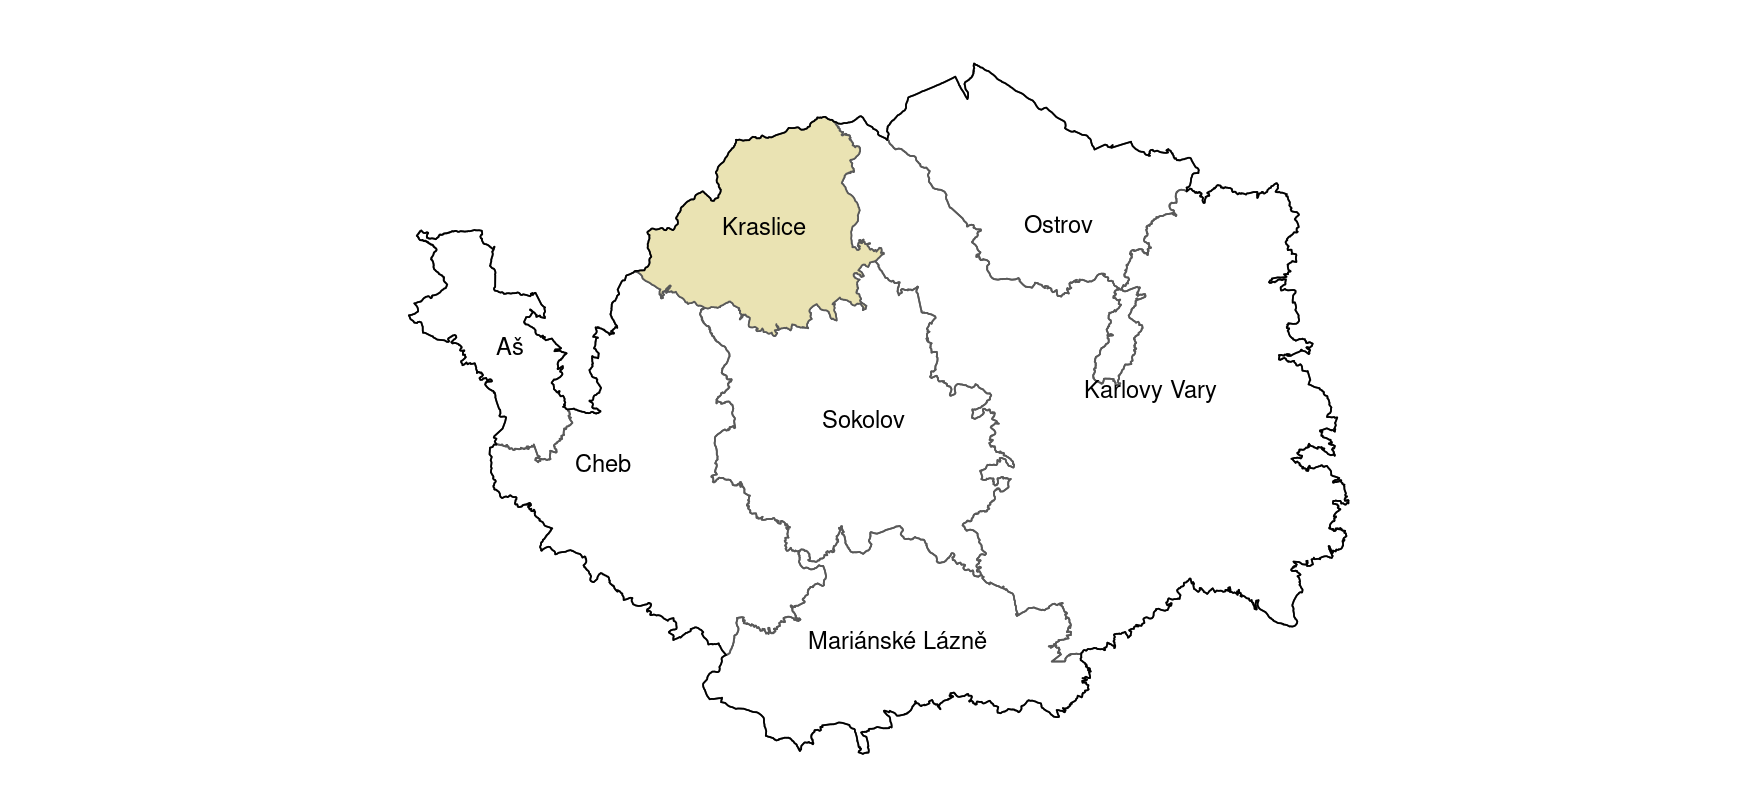 Ostrov
Kraslice
Aš
Karlovy Vary
Sokolov
Cheb
Mariánské Lázně